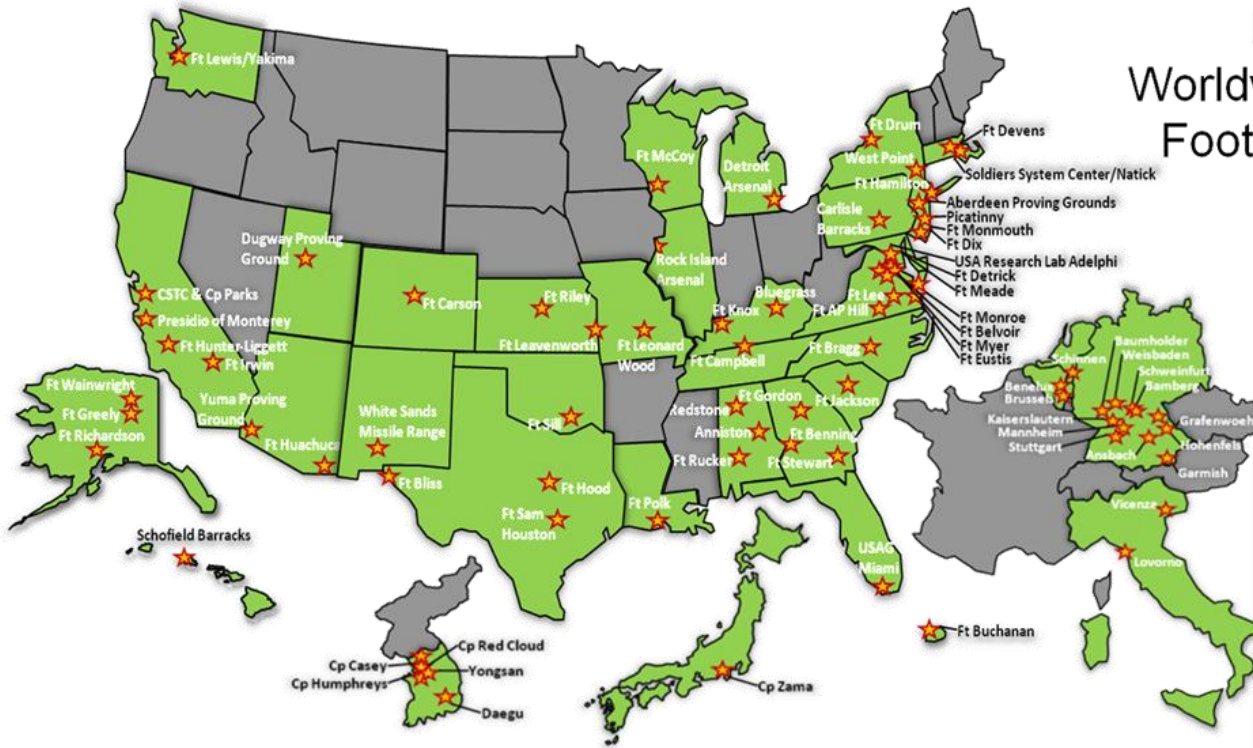 Worldw
Foot
Ft Lewis/Yakima
Ft McCoy
Detroit
Arsenal
Ft Drum
West Point
Ft Hamilton
Carlisle
Barracks
Ft Devens
Soldiers System Center/Natick
Aberdeen Proving Grounds
Picatinny
Ft Monmouth
Ft Dix
USA Research Lab Adelphi
Ft Detrick
Ft Meade
Ft Monroe
Ft Belvoir
Ft Myer
Ft Eustis
Dugway Proving
Ground
Rock Island
Arsenal
CSTC & Cp Parks
Presidio of Monterey
Ft Hunter-Liggett
Ft Irwin
Ft Carson
Ft Riley
Ft Leavenworth
Ft Leonard
Wood
Bluegrass
Ft Knox
Ft Campbell
Ft Lee
Ft AP Hill
Ft Bragg
Ft Wainwright
Ft Greely
Ft Richardson
Yuma Proving
Ground
Ft Huachuc
White Sands
Missile Range
Ft Sill
Ft Bliss
Ft Hood
Ft Sam
Houston
Ft Polk
Redstone
Anniston
Ft Rucker
Ft Gordon
Ft Jackson
Ft Benning
Ft Stewart
USAG
Miami
Schofield Barracks
Cp Red Cloud
Cp Casey
Yongsan
Cp Humphreys
Daegu
Cp Zama
Ft Buchanan
Baumholder
Weisbaden
Schweinfurt
Bamberg
Schinnen
Benelux
Brussels
Kaiserslautern
Mannheim
Stuttgart
Ansbach
Grafenwoeh
Hohenfels
Garmish
Vicenze
Lovorno